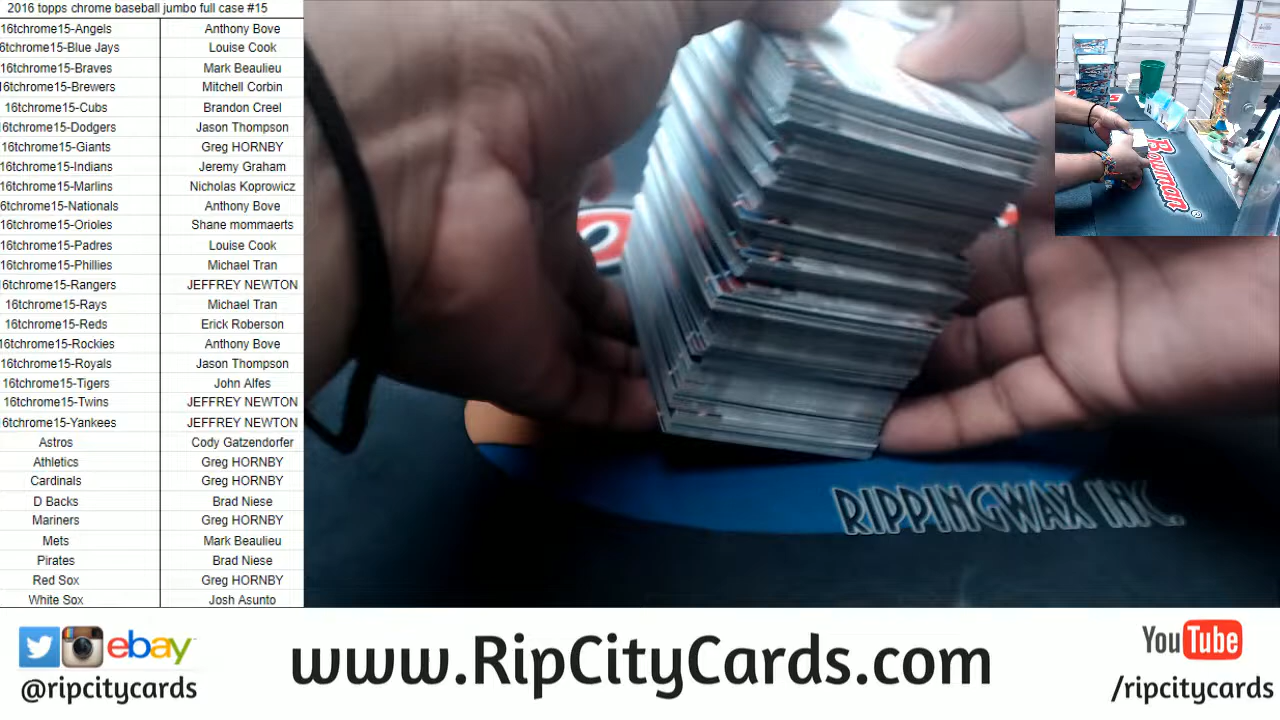 2016 topps chrome baseball jumbo full case #15
16tchrome15-Angels Anthony Bove
6tchrome15-Blue Jays Louise Cook
16tchrome15-Braves Mark Beaulieu
16tchrome15-Brewers Mitchell Corbin
16tchrome15-Cubs Brandon Creel
16tchrome15-Dodgers Jason Thompson
16tchrome15-Giants Greg HORNBY
16tchrome15-Indians Jeremy Graham
16tchrome15-Marlins Nicholas Koprowicz
6tchrome15-Nationals Anthony Bove
16tchrome15-Orioles Shane mommaerts
16tchrome15-Padres Louise Cook
16tchrome15-Phillies Michael Tran
16tchrome15-Rangers JEFFREY NEWTON
16tchrome15-Rays Michael Tran
16tchrome15-Reds Erick Roberson
16tchrome15-Rockies Anthony Bove
16tchrome15-Royals Jason Thompson
16tchrome15-Tigers John Alfes
16tchrome15-Twins JEFFREY NEWTON
6tchrome15-Yankees JEFFREY NEWTON
Astros Cody Gatzendorfer
Athletics Greg HORNBY
Cardinals Greg HORNBY
D Backs Brad Niese
Mariners Greg HORNBY
Mets Mark Beaulieu
Pirates Brad Niese
Red Sox Greg HORNBY
White Sox Josh Asunto
Bowman
RIPPINGWAX INC.
ebay
@ripcitycards
www.RipCityCards.com
YouTube
/ripcitycards